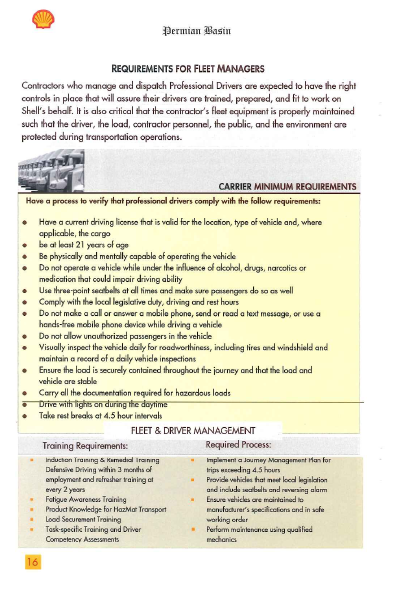 Permian Basin
REQUIREMENTS FOR FLEET MANAGERS
Contractors who manage and dispatch Professional Drivers are expected to have the right
controls in place that will assure their drivers are trained, prepared, and fit to work on
Shell's behalf. It is also critical that the contractor's fleet equipment is properly maintained
such that the driver, the load, contractor personnel, the public, and the environment are
protected during transportation operations.
CARRIER MINIMUM REQUIREMENTS
Have a process to verify that professional drivers comply with the follow requirements:
• Have a current driving license that is valid for the location, type of vehicle and, where
applicable, the cargo
• be at least 21 years of age
• Be physically and mentally capable of operating the vehicle
• Do not operate a vehicle while under the influence of alcohol, drugs, narcotics or
medication that could impair driving ability
• Use three-point seatbelts at all times and make sure passengers do so as well
• Comply with the local legislative duty, driving and rest hours
• Do not make a call or answer a mobile phone, send or read a text message, or use a
hands-free mobile phone device while driving a vehicle
• Do not allow unauthorized passengers in the vehicle
• Visually inspect the vehicle daily for roadworthiness, including tires and windshield and
maintain a record of a daily vehicle inspections
• Ensure the load is securely contained throughout the journey and that the load and
vehicle are stable
• Carry all the documentation required for hazardous loads
• Drive with lights on during the daytime
• Take rest breaks at 4.5 hour intervals
FLEET & DRIVER MANAGEMENT
Training Requirements:
• Induction Training & Remedial Training
Defensive Driving within 3 months of
employment and refresher training at
every 2 years
• Fatigue Awareness Training
• Product Knowledge for HazMat Transport
• Load Securement Training
• Task-specific Training and Driver
Competency Assessments
Required Process:
• Implement a Journey Management Plan for
trips exceeding 4.5 hours
• Provide vehicles that meet local legislation
and include seatbelts and reversing alarm
• Ensure vehicles are maintained to
manufacturer's specifications and in safe
working order
• Perform maintenance using qualified
mechanics
16